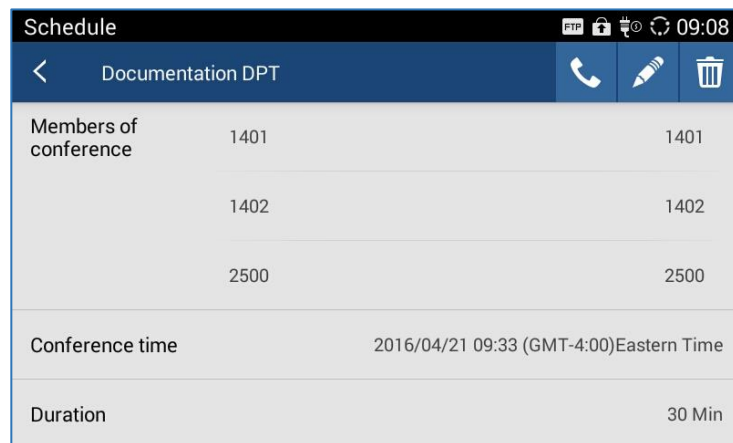 Schedule FTP 09:08
Documentation DPT
Members of
conference
1401 1401
1402 1402
2500 2500
Conference time 2016/04/21 09:33 (GMT-4:00)Eastern Time
Duration 30 Min